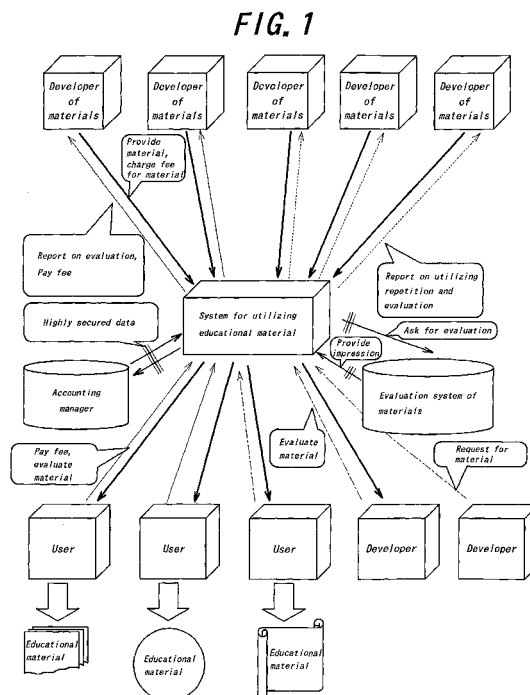 FIG. 1
Developer
of
materials
Developer
of
materials
Developer
of
materials
Developer
of
materials
Developer
of
materials
Provide
material,
charge fee
for material
Report on evaluation,
Pay fee
Report on utilizing
repetition and
evaluation
System for utilizing
educational material
Highly secured data
Ask for evaluation
Provide
impression
Accounting
manager
Evaluation system of
materials
Pay fee,
evaluate
material
Evaluate
material
Request for
material
User
User
User
Developer
Developer
Educational
material
Educational
material
Educational
material